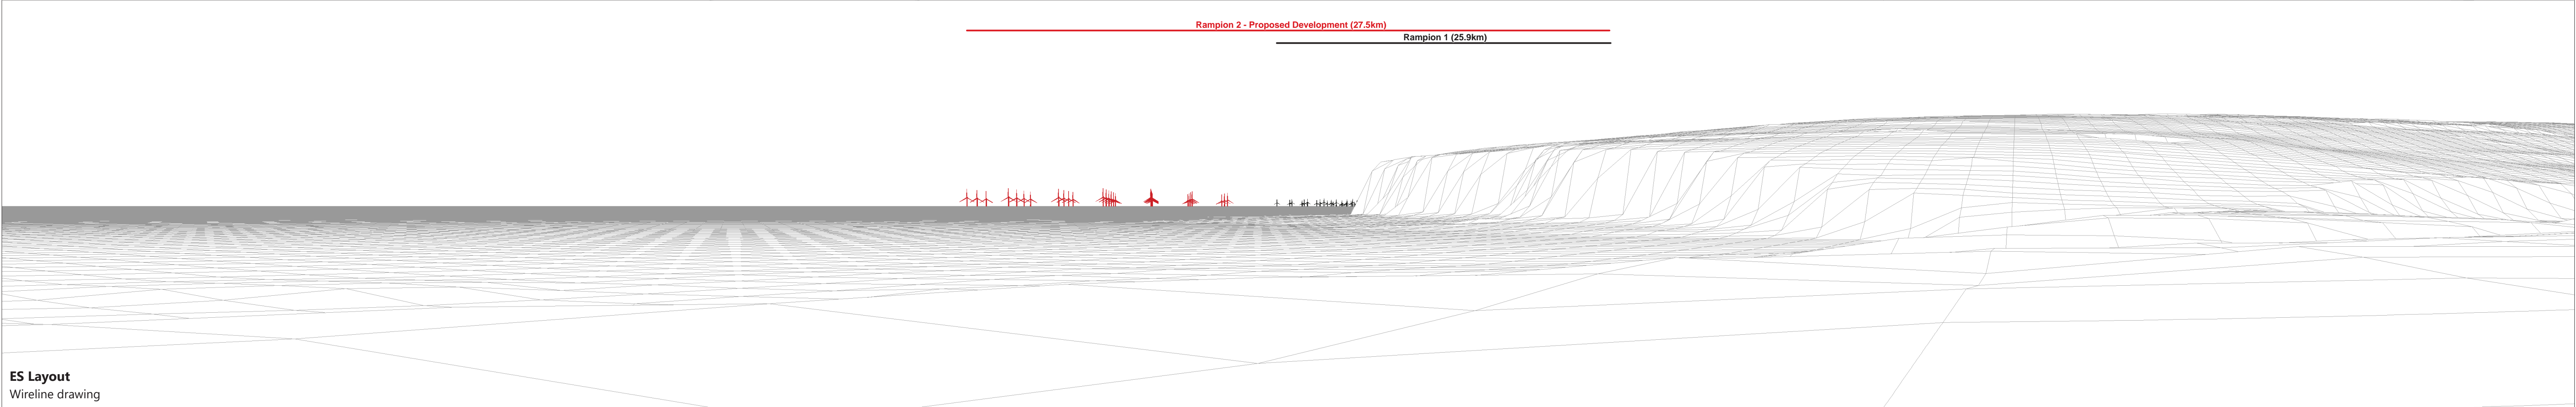 Rampion 2 - Proposed Development (27.5km)
Rampion 1 (25.9km)
ES Layout
Wireline drawing